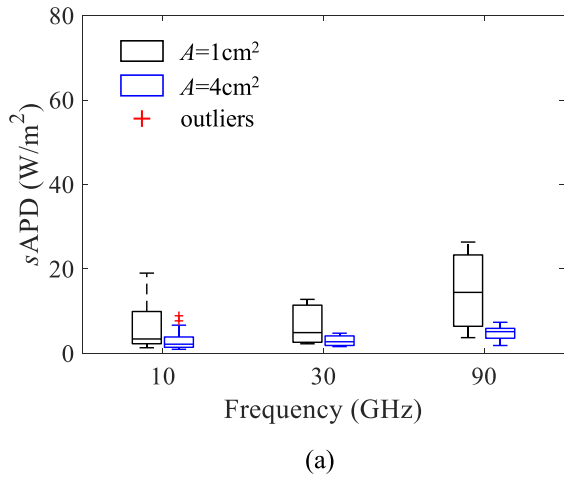 80
60
40
20
0
sAPD (W/m²)
A=1cm²
A=4cm²
outliers
10 30 90
Frequency (GHz)
(a)